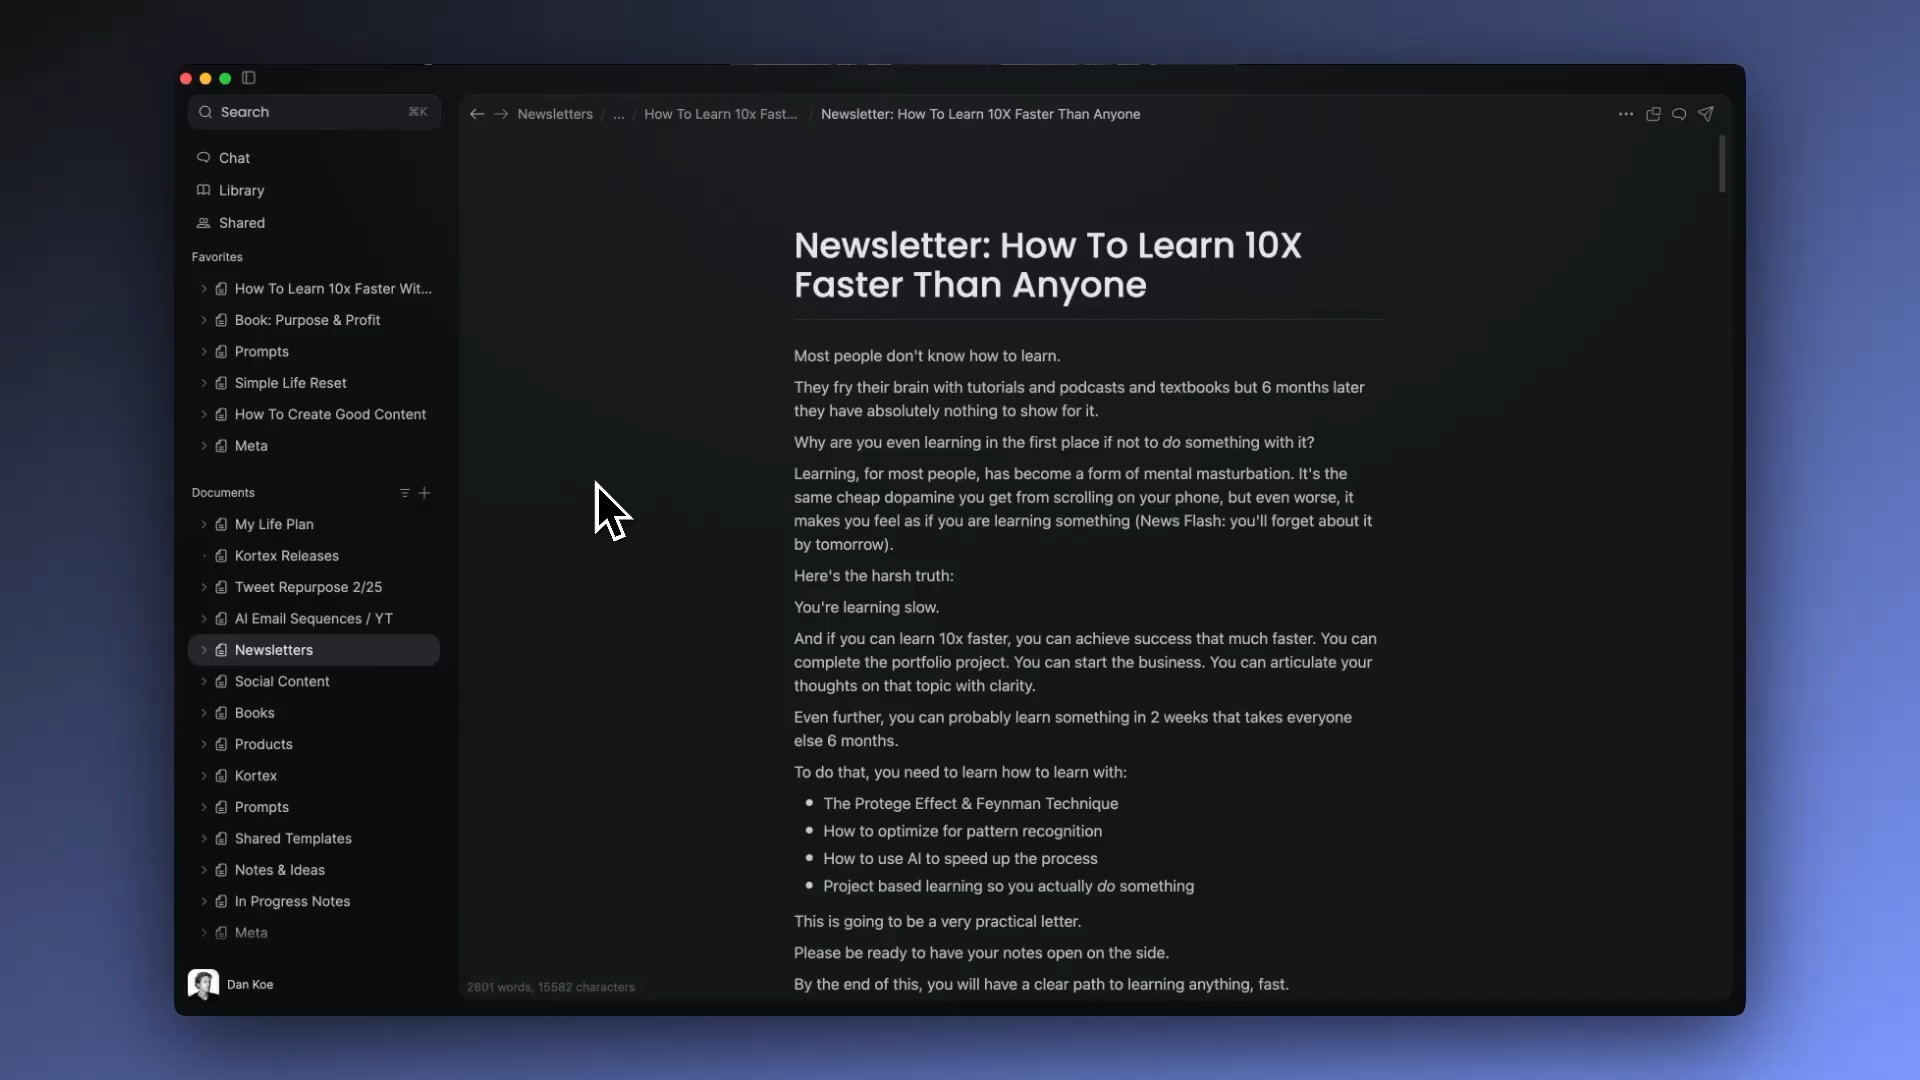 Search ⌘K
Chat
Library
Shared
Favorites
How To Learn 10x Faster Wit...
Book: Purpose & Profit
Prompts
Simple Life Reset
How To Create Good Content
Meta
Documents
My Life Plan
Kortex Releases
Tweet Repurpose 2/25
AI Email Sequences / YT
Newsletters
Social Content
Books
Products
Kortex
Prompts
Shared Templates
Notes & Ideas
In Progress Notes
Meta
Dan Koe
Newsletters / ... / How To Learn 10x Fast... / Newsletter: How To Learn 10X Faster Than Anyone
Newsletter: How To Learn 10X
Faster Than Anyone
Most people don't know how to learn.
They fry their brain with tutorials and podcasts and textbooks but 6 months later
they have absolutely nothing to show for it.
Why are you even learning in the first place if not to do something with it?
Learning, for most people, has become a form of mental masturbation. It's the
same cheap dopamine you get from scrolling on your phone, but even worse, it
makes you feel as if you are learning something (News Flash: you'll forget about it
by tomorrow).
Here's the harsh truth:
You're learning slow.
And if you can learn 10x faster, you can achieve success that much faster. You can
complete the portfolio project. You can start the business. You can articulate your
thoughts on that topic with clarity.
Even further, you can probably learn something in 2 weeks that takes everyone
else 6 months.
To do that, you need to learn how to learn with:
• The Protege Effect & Feynman Technique
• How to optimize for pattern recognition
• How to use AI to speed up the process
• Project based learning so you actually do something
This is going to be a very practical letter.
Please be ready to have your notes open on the side.
By the end of this, you will have a clear path to learning anything, fast.
2801 words, 15582 characters